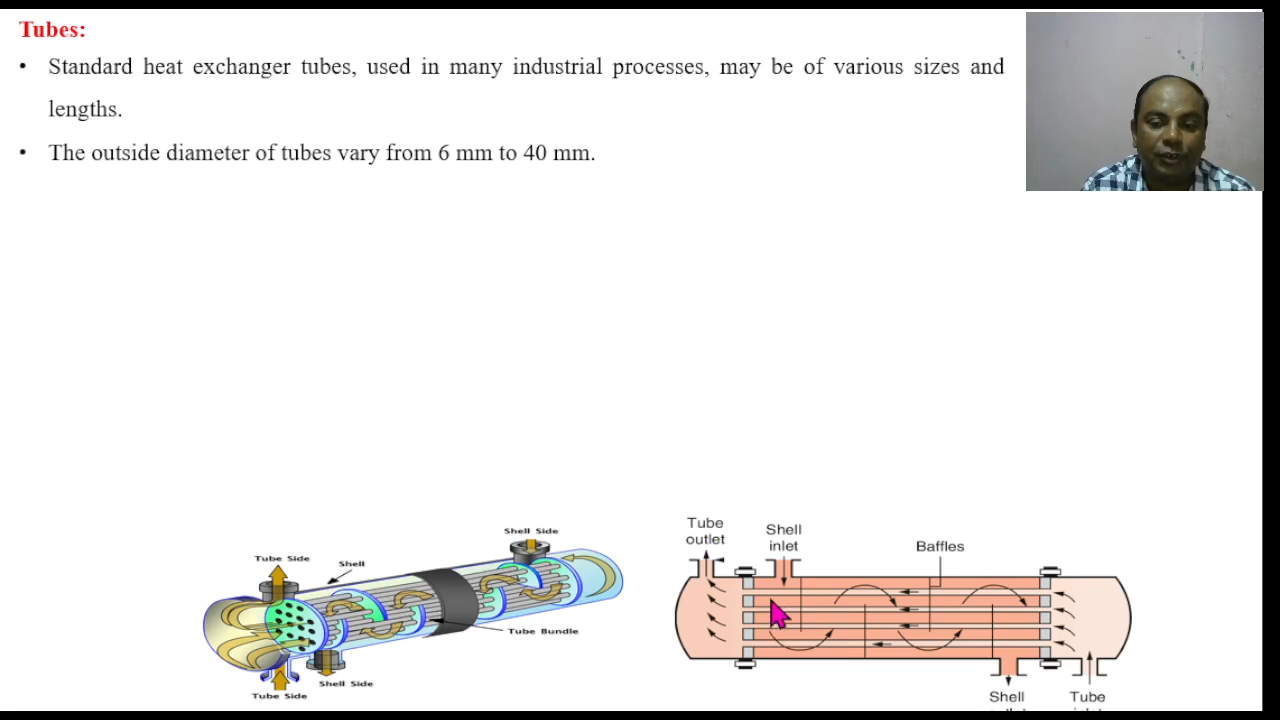 Tubes:
• Standard heat exchanger tubes, used in many industrial processes, may be of various sizes and
lengths.
• The outside diameter of tubes vary from 6 mm to 40 mm.
Shell Side
Tube Side
Shell
Tube Bundle
Shell Side
Tube Side
Tube
outlet
Shell
inlet
Baffles
Shell
Tube